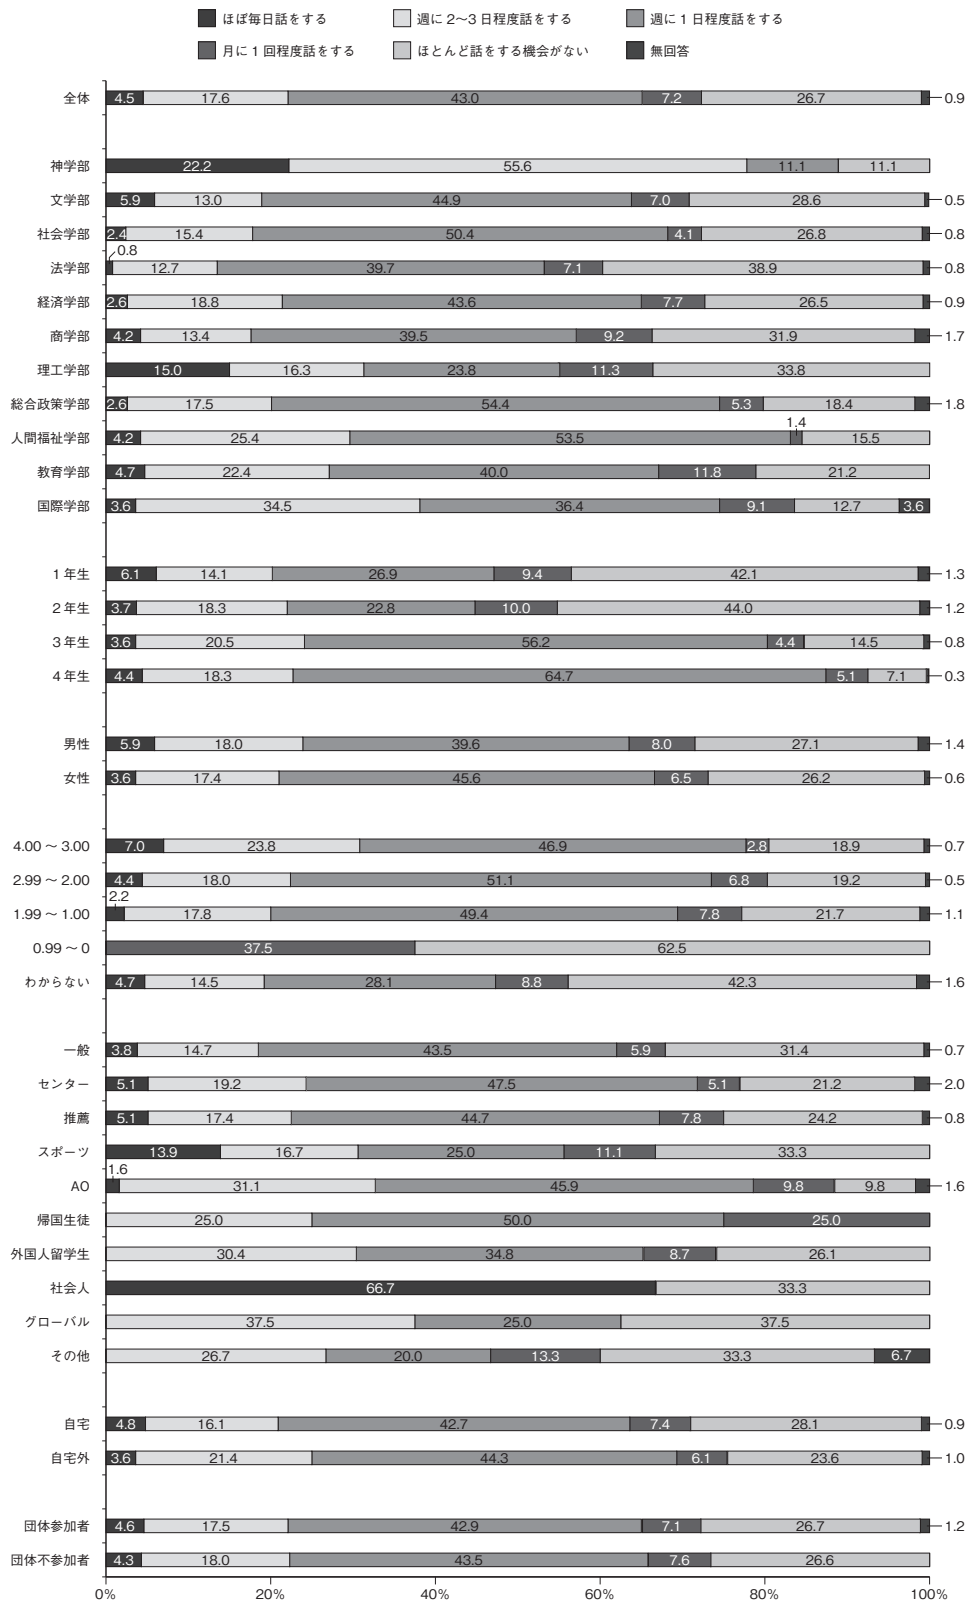 ほぼ毎日話をする 週に2〜3日程度話をする 週に1日程度話をする
月に1回程度話をする ほとんど話をする機会がない 無回答
全体 4.5 17.6 43.0 7.2 26.7 0.9
神学部 22.2 55.6 11.1 11.1
文学部 5.9 13.0 44.9 7.0 28.6 0.5
社会学部 2.4 15.4 50.4 4.1 26.8 0.8
法学部 0.8 12.7 39.7 7.1 38.9 0.8
経済学部 2.6 18.8 43.6 7.7 26.5 0.9
商学部 4.2 13.4 39.5 9.2 31.9 1.7
理工学部 15.0 16.3 23.8 11.3 33.8
総合政策学部 2.6 17.5 54.4 5.3 18.4 1.8
人間福祉学部 4.2 25.4 53.5 1.4 15.5
教育学部 4.7 22.4 40.0 11.8 21.2
国際学部 3.6 34.5 36.4 9.1 12.7 3.6
1年生 6.1 14.1 26.9 9.4 42.1 1.3
2年生 3.7 18.3 22.8 10.0 44.0 1.2
3年生 3.6 20.5 56.2 4.4 14.5 0.8
4年生 4.4 18.3 64.7 5.1 7.1 0.3
男性 5.9 18.0 39.6 8.0 27.1 1.4
女性 3.6 17.4 45.6 6.5 26.2 0.6
4.00〜3.00 7.0 23.8 46.9 2.8 18.9 0.7
2.99〜2.00 4.4 18.0 51.1 6.8 19.2 0.5
1.99〜1.00 2.2 17.8 49.4 7.8 21.7 1.1
0.99〜0 37.5 62.5
わからない 4.7 14.5 28.1 8.8 42.3 1.6
一般 3.8 14.7 43.5 5.9 31.4 0.7
センター 5.1 19.2 47.5 5.1 21.2 2.0
推薦 5.1 17.4 44.7 7.8 24.2 0.8
スポーツ 13.9 16.7 25.0 11.1 33.3
AO 1.6 31.1 45.9 9.8 9.8 1.6
帰国生徒 25.0 50.0 25.0
外国人留学生 30.4 34.8 8.7 26.1
社会人 66.7 33.3
グローバル 37.5 25.0 37.5
その他 26.7 20.0 13.3 33.3 6.7
自宅 4.8 16.1 42.7 7.4 28.1 0.9
自宅外 3.6 21.4 44.3 6.1 23.6 1.0
団体参加者 4.6 17.5 42.9 7.1 26.7 1.2
団体不参加者 4.3 18.0 43.5 7.6 26.6
0% 20% 40% 60% 80% 100%